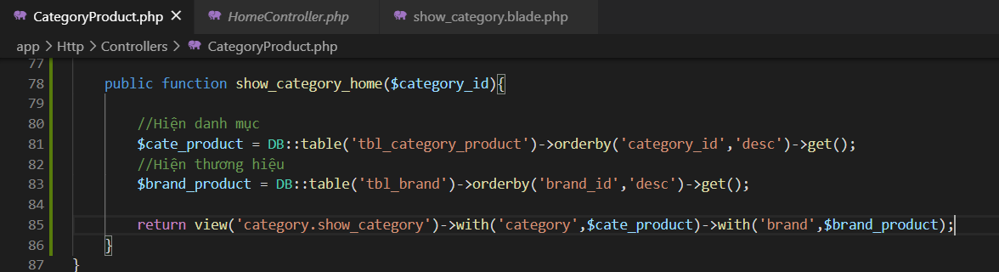 CategoryProduct.php HomeController.php show_category.blade.php
app > Http > Controllers > CategoryProduct.php
77
78 public function show_category_home($category_id){
79
80 //Hiện danh mục
81 $cate_product = DB::table('tbl_category_product')->orderby('category_id','desc')->get();
82 //Hiện thương hiệu
83 $brand_product = DB::table('tbl_brand')->orderby('brand_id','desc')->get();
84
85 return view('category.show_category')->with('category',$cate_product)->with('brand',$brand_product);
86 }
87 }